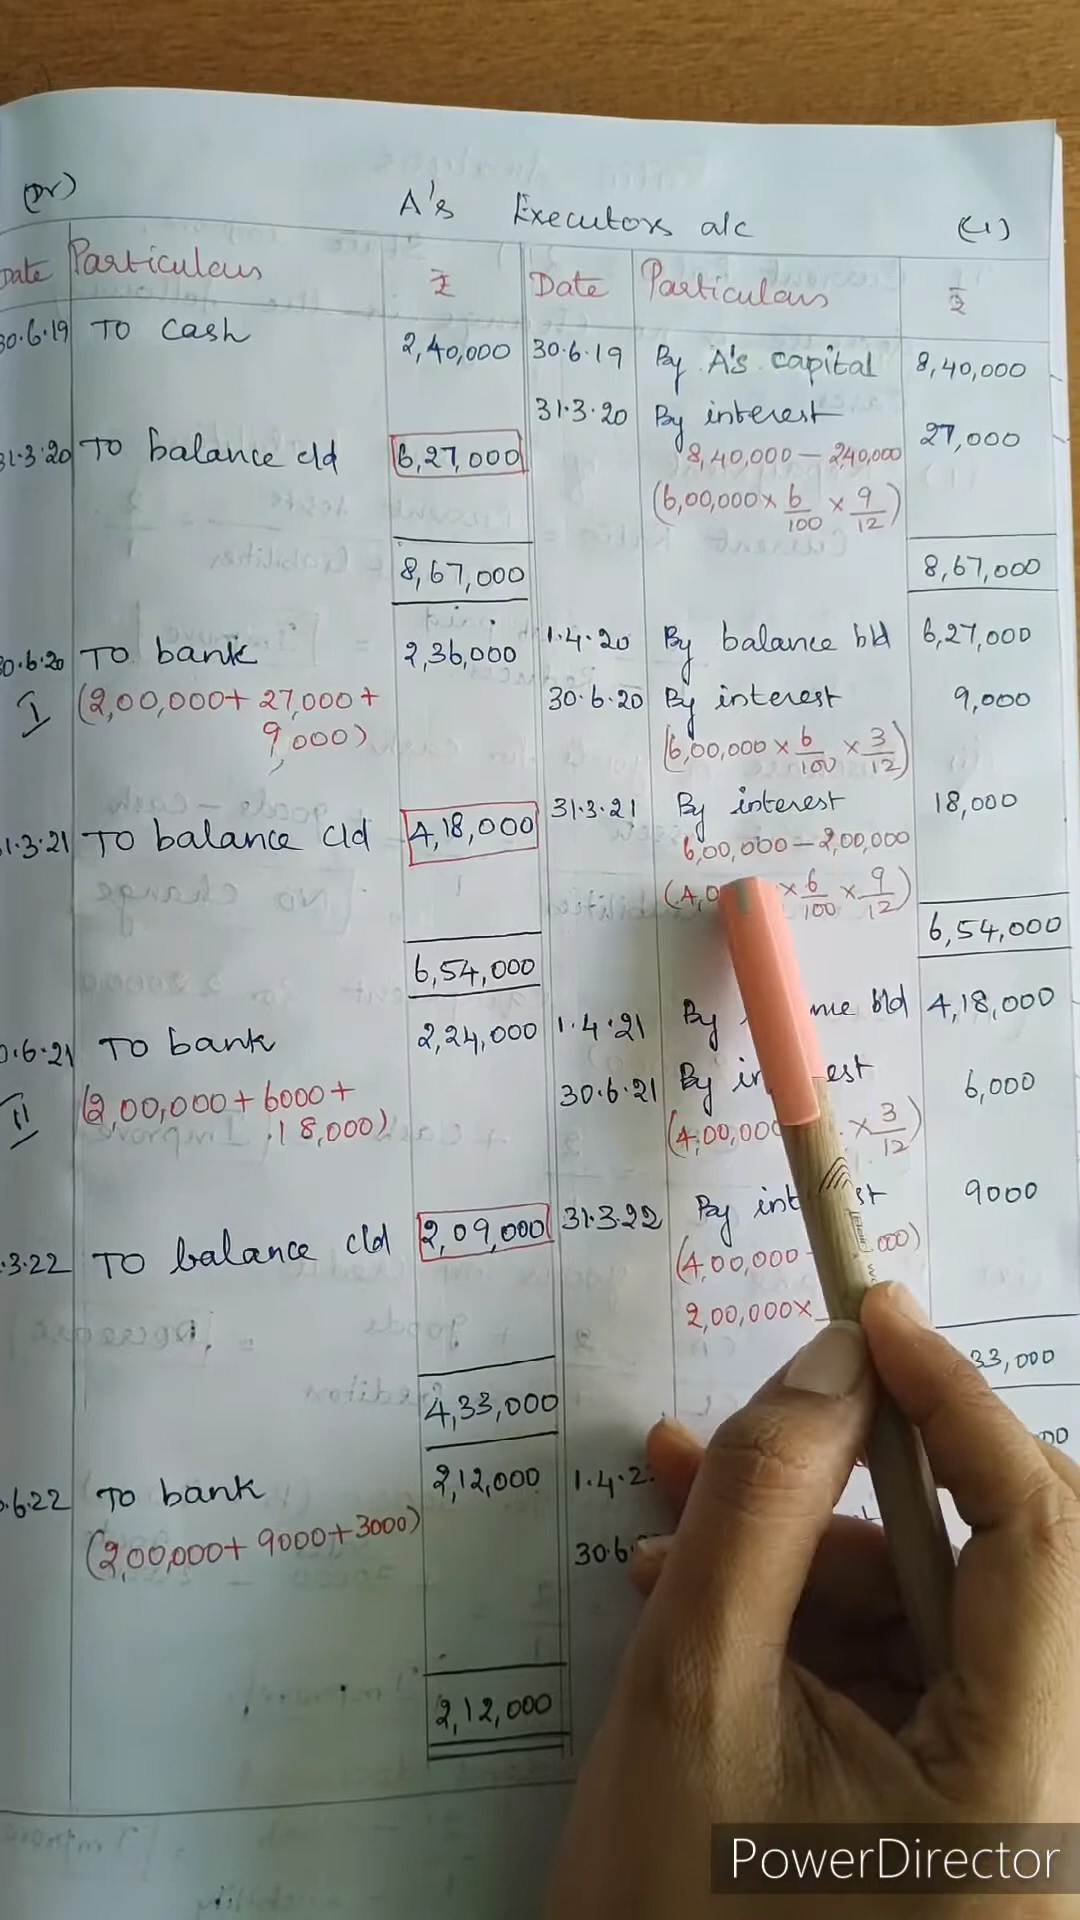 (Dr) A's Executors a/c
Date Particulars ₹ Date Particulars ₹
30.6.19 To cash 2,40,000 30.6.19 By A's capital 8,40,000
31.3.20 By interest 27,000
31.3.20 To balance c/d 6,27,000 8,40,000 – 2,40,000
(6,00,000 × 6/100 × 9/12)
8,67,000 8,67,000
0.6.20 To bank 2,36,000 1.4.20 By balance b/d 6,27,000
I (2,00,000 + 27,000 + 30.6.20 By interest 9,000
9,000) (6,00,000 × 6/100 × 3/12)
1.3.21 To balance c/d 4,18,000 31.3.21 By interest 18,000
6,00,000 – 2,00,000
× 6/100 × 9/12)
6,54,000 6,54,000
0.6.21 To bank 2,24,000 1.4.21 By b/d 4,18,000
II (2,00,000 + 6000 + 30.6.21 By 6,000
18,000) × 3/12)
.3.22 To balance c/d 2,09,000 31.3.22 By 9000
(4,00,000
2,00,000 ×
4,33,000 33,000
.6.22 To bank 2,12,000 1.4.2
(2,00,000 + 9000 + 3000) 30.6.
2,12,000
PowerDirector